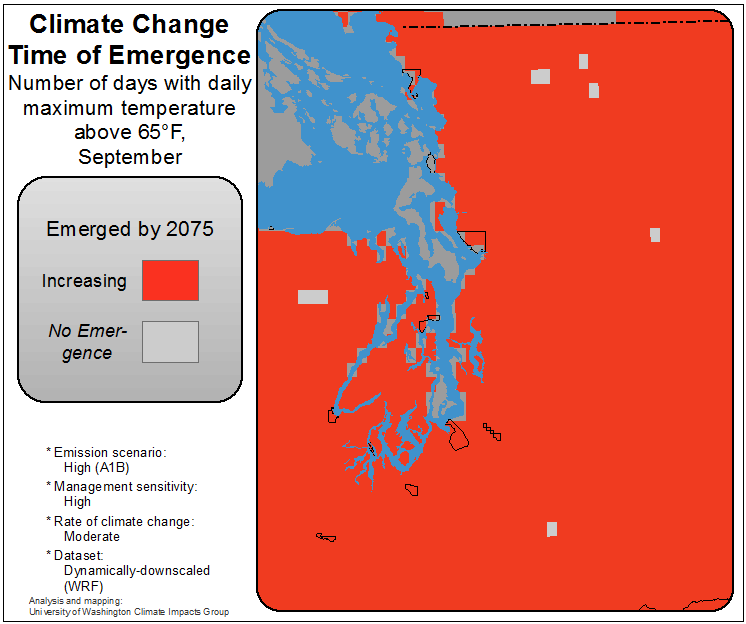 Climate Change
Time of Emergence
Number of days with daily
maximum temperature
above 65°F,
September
Emerged by 2075
Increasing
No Emer-
gence
* Emission scenario:
High (A1B)
* Management sensitivity:
High
* Rate of climate change:
Moderate
* Dataset:
Dynamically-downscaled
(WRF)
Analysis and mapping:
University of Washington Climate Impacts Group